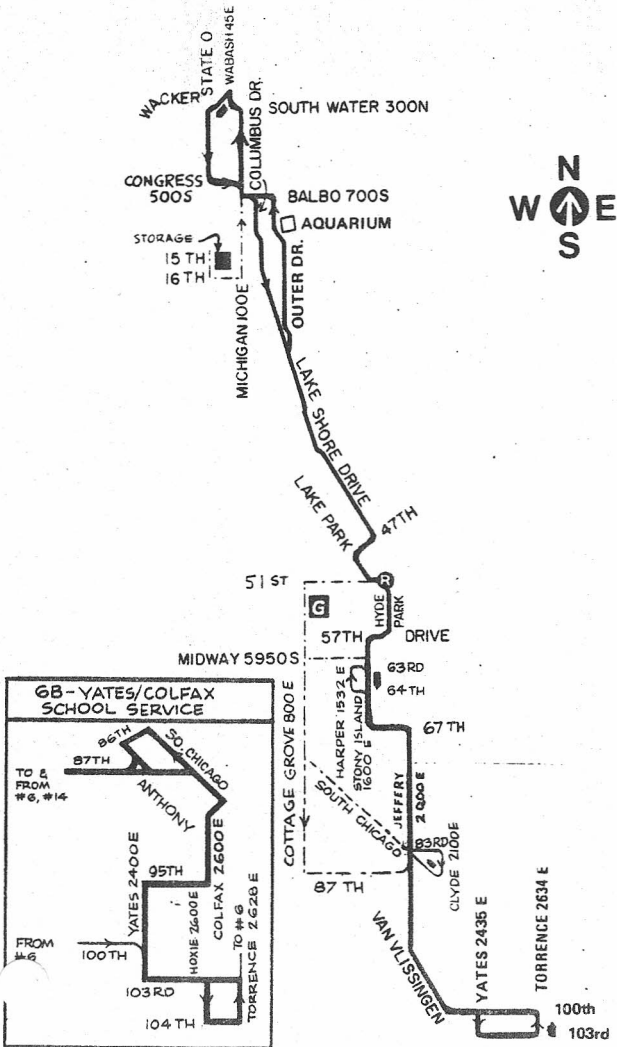 STATE 0
WABASH 45E
WACKER
SOUTH WATER 300N
COLUMBUS DR.
CONGRESS
500S
BALBO 700S
AQUARIUM
STORAGE
15 TH
16 TH
MICHIGAN 100E
OUTER DR.
N
W E
S
LAKE SHORE DRIVE
LAKE PARK
47TH
51 ST
R
G
HYDE
PARK
57TH
DRIVE
MIDWAY 5950 S
63RD
64TH
HARPER 1532 E
STONY ISLAND
1600 E
67 TH
COTTAGE GROVE 800 E
SOUTH CHICAGO
JEFFERY
2000E
83RD
CLYDE 2100E
87 TH
VAN VLISSINGEN
YATES 2435 E
TORRENCE 2634 E
100th
103rd
6B-YATES/COLFAX
SCHOOL SERVICE
86TH
SO. CHICAGO
87TH
TO &
FROM
#6, #14
ANTHONY
YATES 2400E
95TH
COLFAX 2600E
HOXIE 2600E
TO #6
TORRENCE 2628 E
FROM
#6
100TH
103RD
104 TH